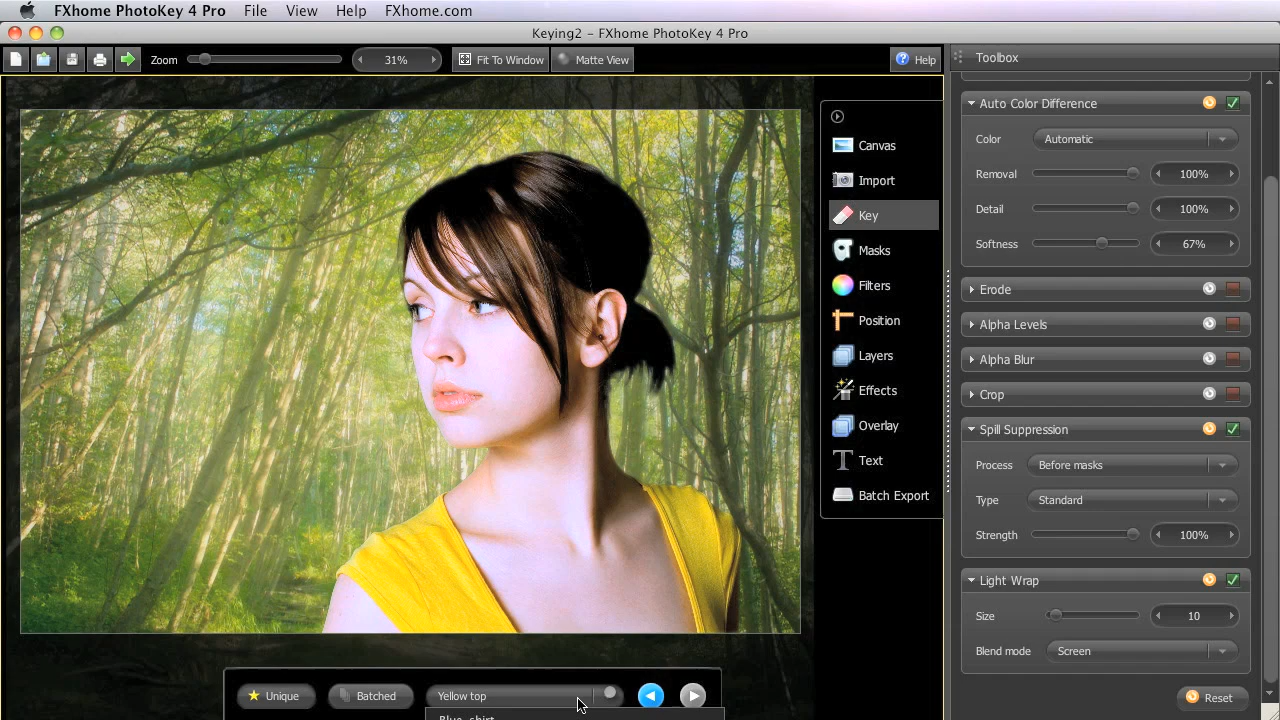 FXhome PhotoKey 4 Pro File View Help FXhome.com
Keying2 – FXhome PhotoKey 4 Pro
Zoom 31% Fit To Window Matte View Help
Canvas
Import
Key
Masks
Filters
Position
Layers
Effects
Overlay
Text
Batch Export
Toolbox
Auto Color Difference
Color Automatic
Removal 100%
Detail 100%
Softness 67%
Erode
Alpha Levels
Alpha Blur
Crop
Spill Suppression
Process Before masks
Type Standard
Strength 100%
Light Wrap
Size 10
Blend mode Screen
Reset
Unique Batched Yellow top